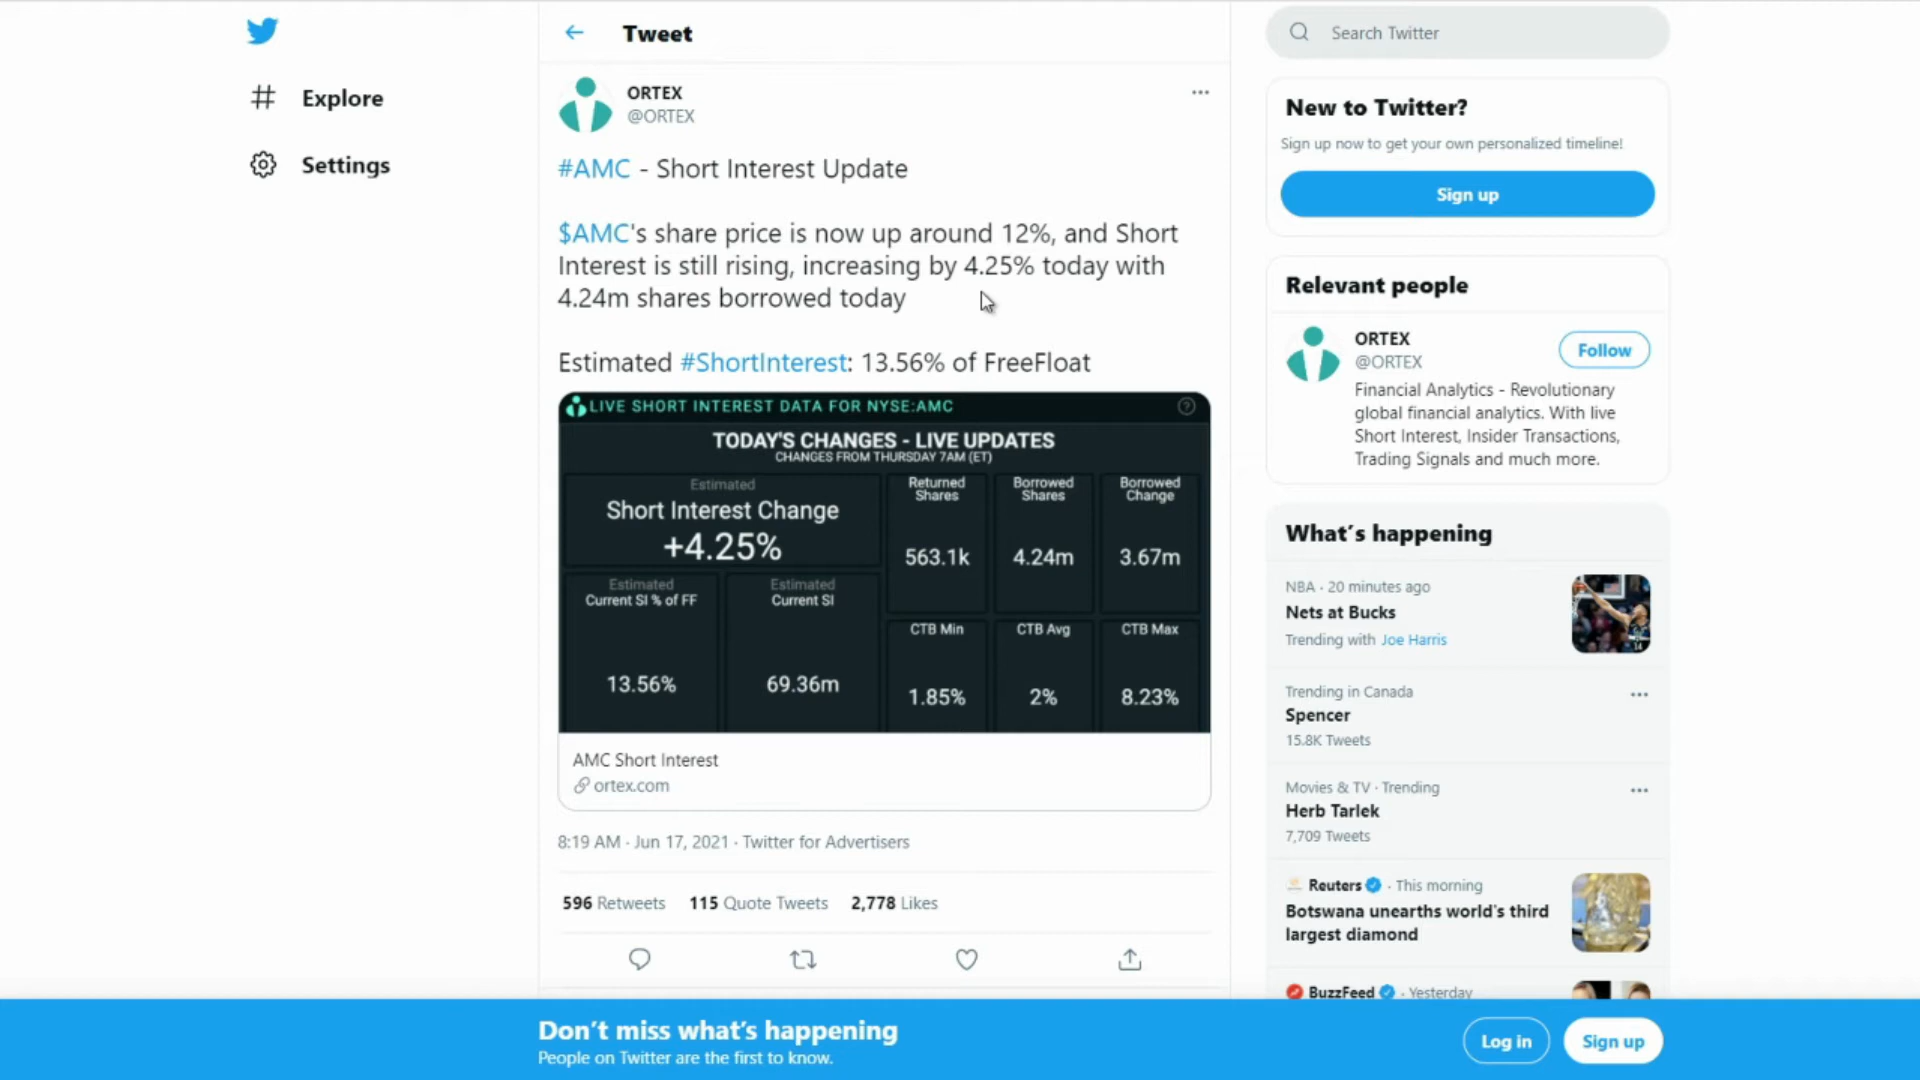 Explore
Settings
Tweet
ORTEX
@ORTEX
#AMC - Short Interest Update
$AMC's share price is now up around 12%, and Short
Interest is still rising, increasing by 4.25% today with
4.24m shares borrowed today
Estimated #ShortInterest: 13.56% of FreeFloat
LIVE SHORT INTEREST DATA FOR NYSE:AMC
?
TODAY'S CHANGES - LIVE UPDATES
CHANGES FROM THURSDAY 7AM (ET)
Estimated
Short Interest Change
+4.25%
Returned
Shares
563.1k
Borrowed
Shares
4.24m
Borrowed
Change
3.67m
Estimated
Current SI % of FF
13.56%
Estimated
Current SI
69.36m
CTB Min
1.85%
CTB Avg
2%
CTB Max
8.23%
AMC Short Interest
ortex.com
8:19 AM · Jun 17, 2021 · Twitter for Advertisers
596 Retweets 115 Quote Tweets 2,778 Likes
Search Twitter
New to Twitter?
Sign up now to get your own personalized timeline!
Sign up
Relevant people
ORTEX
@ORTEX
Follow
Financial Analytics - Revolutionary
global financial analytics. With live
Short Interest, Insider Transactions,
Trading Signals and much more.
What's happening
NBA · 20 minutes ago
Nets at Bucks
Trending with Joe Harris
Trending in Canada
Spencer
15.8K Tweets
Movies & TV · Trending
Herb Tarlek
7,709 Tweets
Reuters · This morning
Botswana unearths world's third
largest diamond
BuzzFeed · Yesterday
Don't miss what's happening
People on Twitter are the first to know.
Log in
Sign up